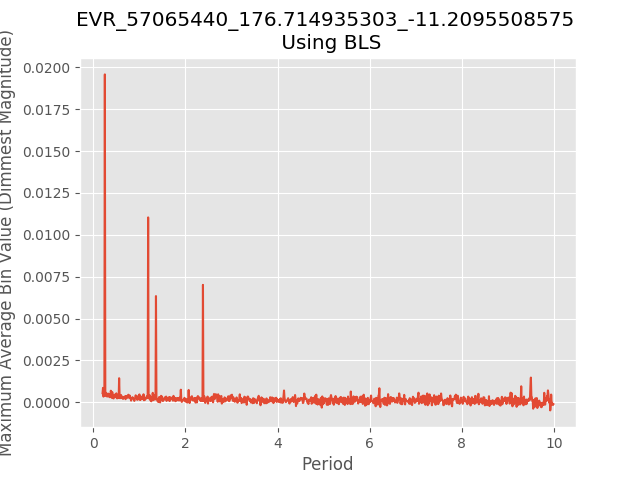 EVR_57065440_176.714935303_-11.2095508575
Using BLS
Maximum Average Bin Value (Dimmest Magnitude)
0.0200
0.0175
0.0150
0.0125
0.0100
0.0075
0.0050
0.0025
0.0000
0 2 4 6 8 10
Period